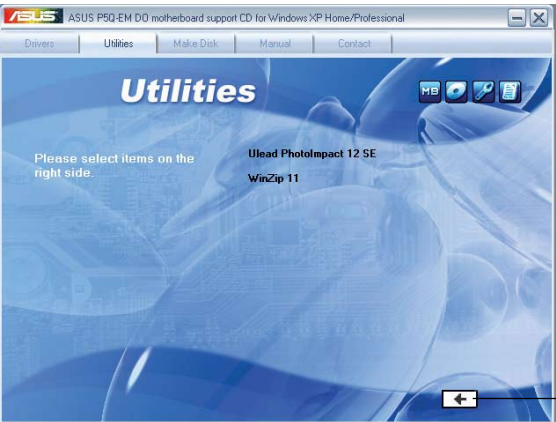 ASUS ASUS P5Q-EM DO motherboard support CD for Windows XP Home/Professional
Drivers Utilities Make Disk Manual Contact
Utilities
MB
Please select items on the
right side.
Ulead PhotoImpact 12 SE
WinZip 11